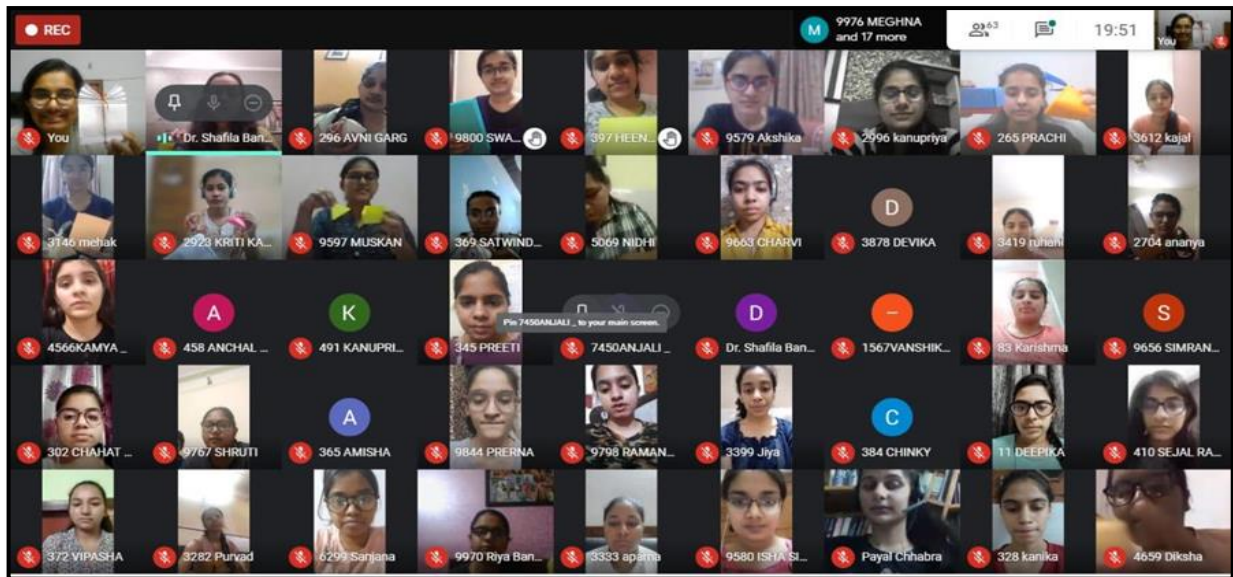 REC
M
9976 MEGHNA
and 17 more
63
19:51
You
You
Dr. Shafila Ban...
296 AVNI GARG
9800 SWA...
397 HEEN...
9579 Akshika
2996 kanupriya
265 PRACHI
3612 kajal
3146 mehak
2923 KRITI KA...
9597 MUSKAN
369 SATWIND...
5069 NIDHI
9663 CHARVI
D
3878 DEVIKA
3419 ruhani
2704 ananya
4566KAMYA _
A
458 ANCHAL ...
K
491 KANUPRI...
345 PREETI
Pin 7450ANJALI _ to your main screen.
7450ANJALI _
D
Dr. Shafila Ban...
1567VANSHIK...
83 Karishma
S
9656 SIMRAN...
302 CHAHAT ...
9767 SHRUTI
A
365 AMISHA
9844 PRERNA
9798 RAMAN...
3399 Jiya
C
384 CHINKY
11 DEEPIKA
410 SEJAL RA...
372 VIPASHA
3282 Purvad
6299 Sanjana
9970 Riya Ban...
3333 aparna
9580 ISHA SI...
Payal Chhabra
328 kanika
4659 Diksha